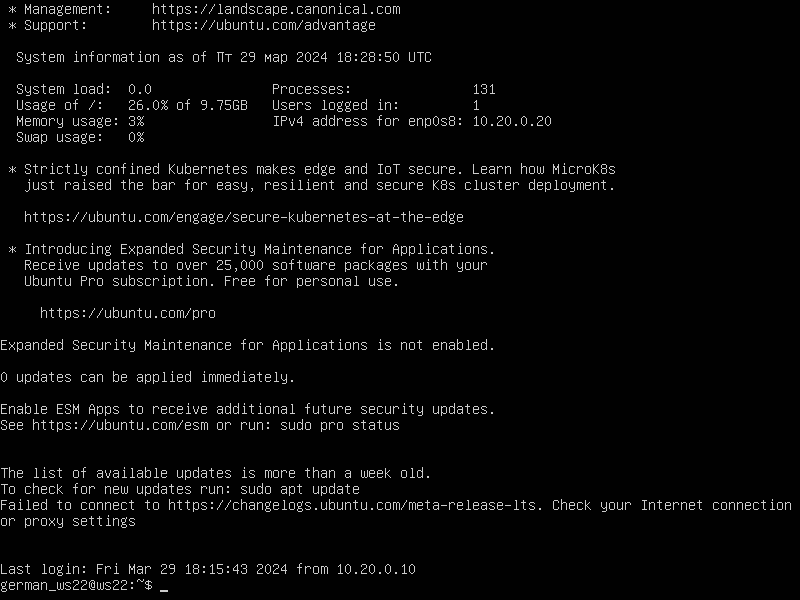 * Management:     https://landscape.canonical.com
 * Support:        https://ubuntu.com/advantage

  System information as of Пт 29 мар 2024 18:28:50 UTC

  System load:  0.0               Processes:               131
  Usage of /:   26.0% of 9.75GB   Users logged in:         1
  Memory usage: 3%                IPv4 address for enp0s8: 10.20.0.20
  Swap usage:   0%

 * Strictly confined Kubernetes makes edge and IoT secure. Learn how MicroK8s
   just raised the bar for easy, resilient and secure K8s cluster deployment.

   https://ubuntu.com/engage/secure-kubernetes-at-the-edge

 * Introducing Expanded Security Maintenance for Applications.
   Receive updates to over 25,000 software packages with your
   Ubuntu Pro subscription. Free for personal use.

     https://ubuntu.com/pro

Expanded Security Maintenance for Applications is not enabled.

0 updates can be applied immediately.

Enable ESM Apps to receive additional future security updates.
See https://ubuntu.com/esm or run: sudo pro status


The list of available updates is more than a week old.
To check for new updates run: sudo apt update
Failed to connect to https://changelogs.ubuntu.com/meta-release-lts. Check your Internet connection
or proxy settings


Last login: Fri Mar 29 18:15:43 2024 from 10.20.0.10
german_ws22@ws22:~$ _